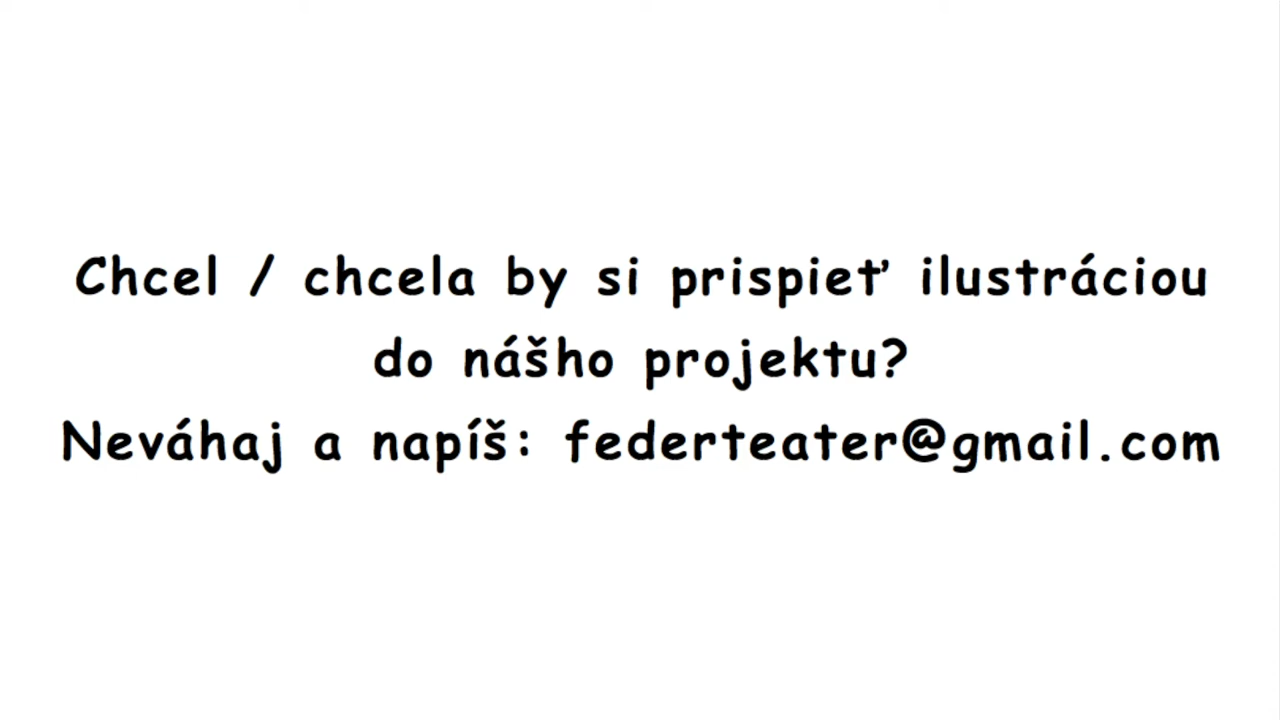 Chcel / chcela by si prispieť ilustráciou
do nášho projektu?
Neváhaj a napíš: federteater@gmail.com